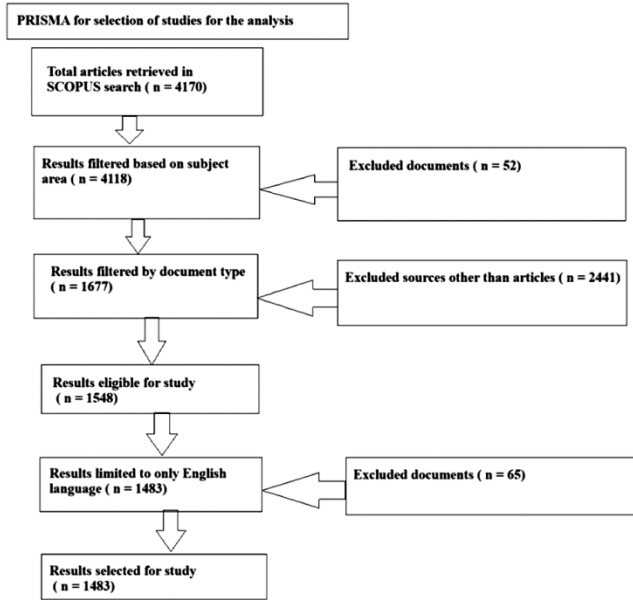 PRISMA for selection of studies for the analysis
Total articles retrieved in
SCOPUS search ( n = 4170)
Results filtered based on subject
area ( n = 4118)
Excluded documents ( n = 52)
Results filtered by document type
( n = 1677)
Excluded sources other than articles ( n = 2441)
Results eligible for study
( n = 1548)
Results limited to only English
language ( n = 1483)
Excluded documents ( n = 65)
Results selected for study
( n = 1483)